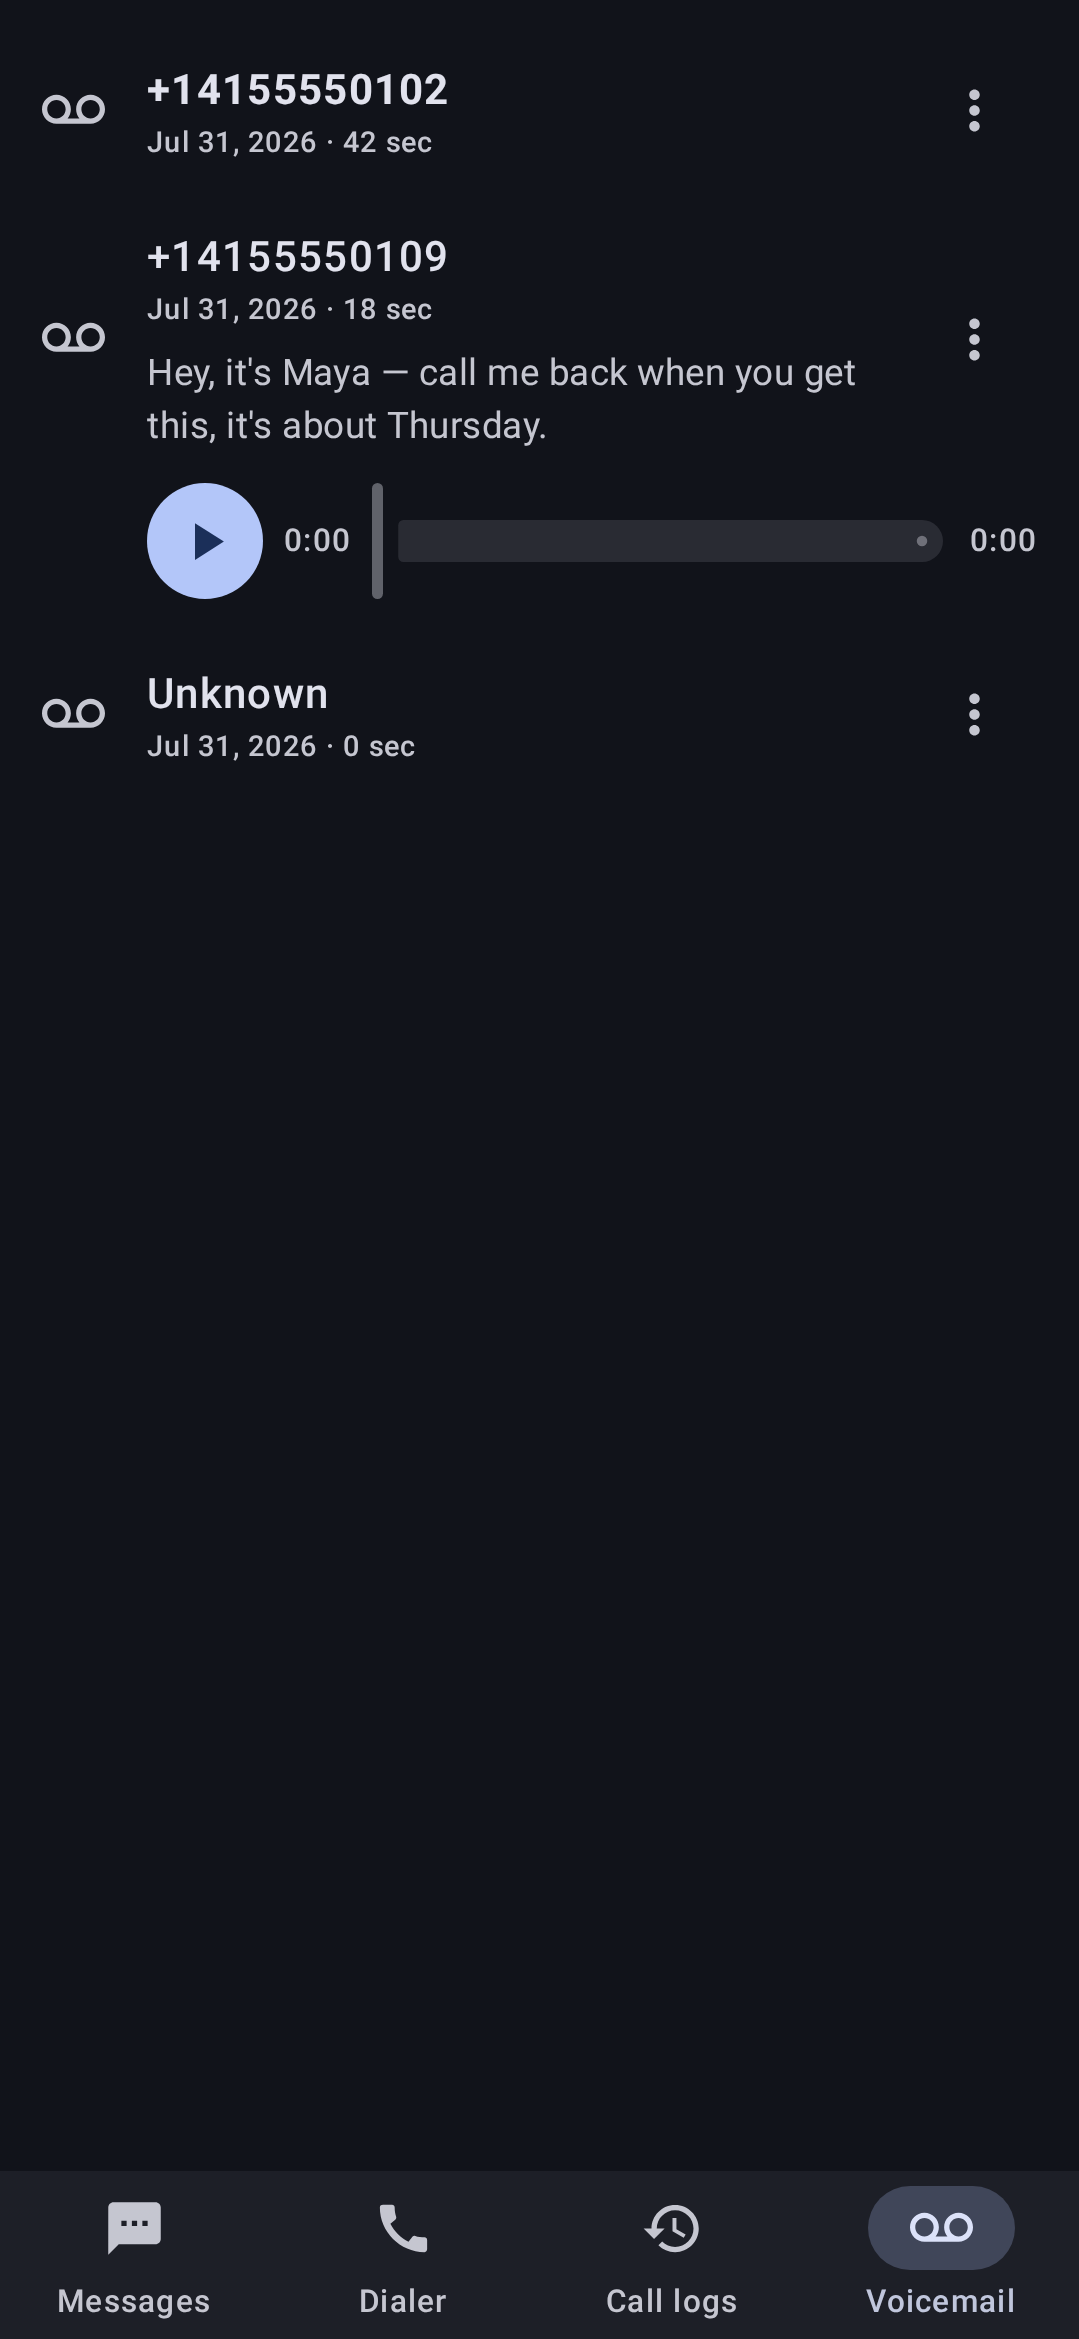 +14155550102
Jul 31, 2026 · 42 sec
+14155550109
Jul 31, 2026 · 18 sec
Hey, it's Maya — call me back when you get
this, it's about Thursday.
0:00 0:00
Unknown
Jul 31, 2026 · 0 sec
Messages Dialer Call logs Voicemail